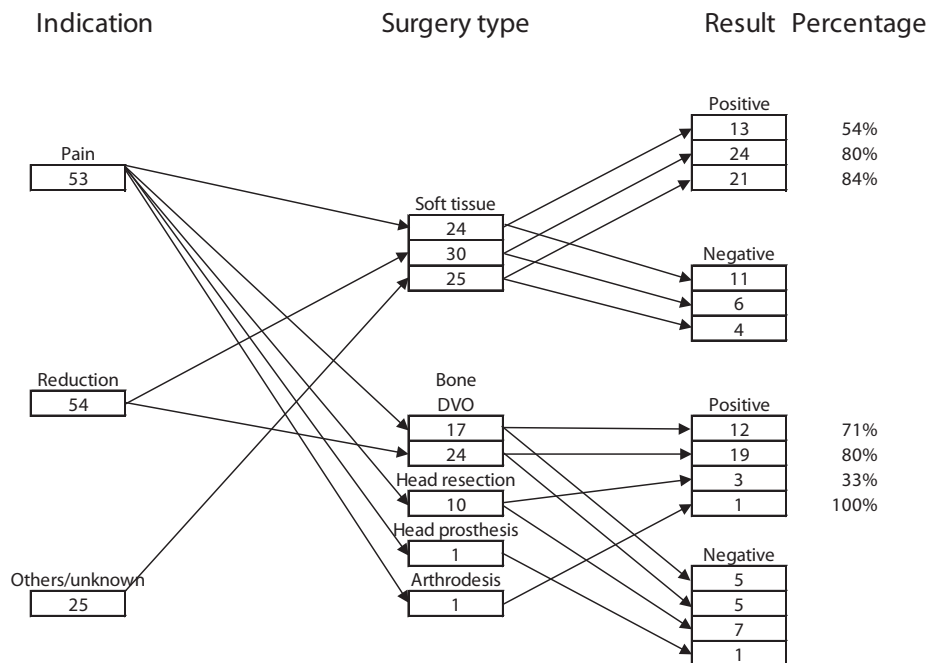 Indication Surgery type Result Percentage
Positive
13 54%
Pain 24 80%
53 21 84%
Soft tissue
24
30 Negative
25 11
6
4
Reduction Bone
54 DVO Positive
17 12 71%
24 19 80%
Head resection 3 33%
10 1 100%
Head prosthesis
1 Negative
Others/unknown Arthrodesis 5
25 1 5
7
1